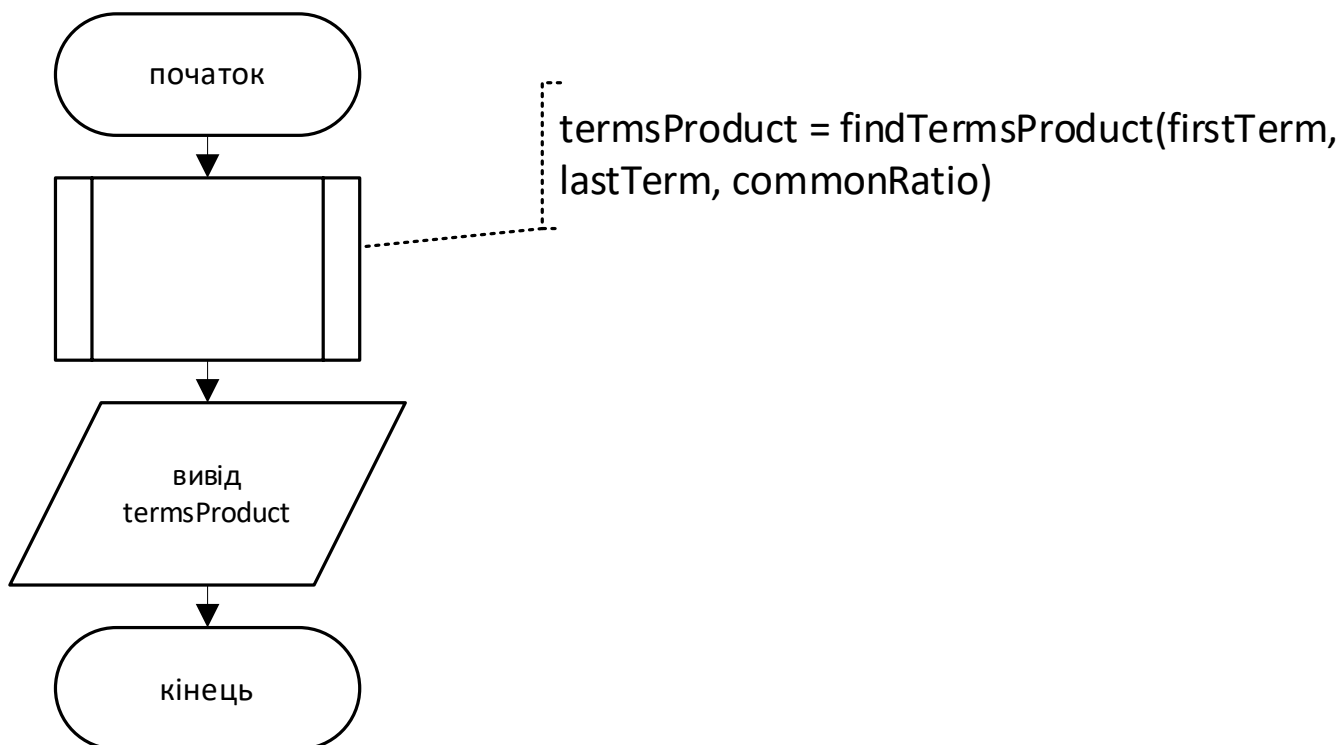 початок
termsProduct = findTermsProduct(firstTerm,
lastTerm, commonRatio)
вивід
termsProduct
кінець